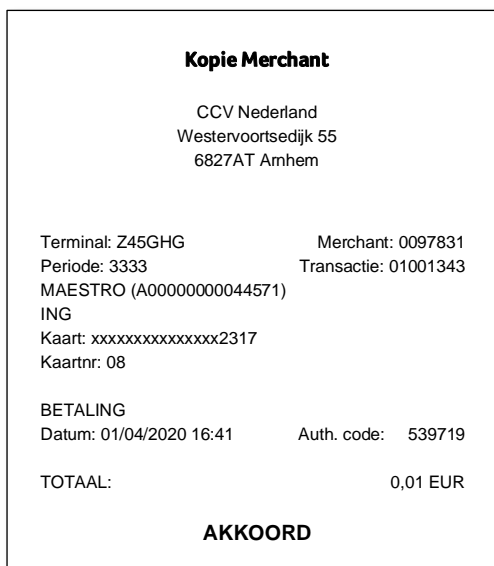 Kopie Merchant
CCV Nederland
Westervoortsedijk 55
6827AT Arnhem
Terminal: Z45GHG Merchant: 0097831
Periode: 3333 Transactie: 01001343
MAESTRO (A00000000044571)
ING
Kaart: xxxxxxxxxxxxxxx2317
Kaartnr: 08
BETALING
Datum: 01/04/2020 16:41 Auth. code: 539719
TOTAAL: 0,01 EUR
AKKOORD